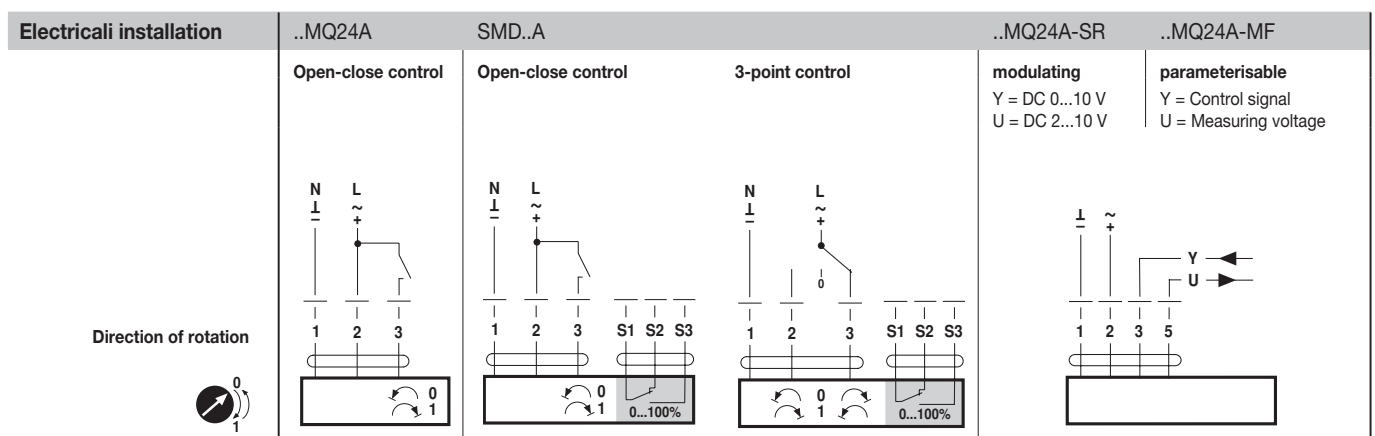 Electricali installation ..MQ24A SMD..A ..MQ24A-SR ..MQ24A-MF
Open-close control Open-close control 3-point control modulating parameterisable
Y = DC 0...10 V Y = Control signal
U = DC 2...10 V U = Measuring voltage
N L N L N L
⊥ ~ ⊥ ~ ⊥ ~ ⊥ ~
– + – + – + – +
Y
0 U
Direction of rotation 1 2 3 1 2 3 S1 S2 S3 1 2 3 S1 S2 S3 1 2 3 5
0 0 0 0
1 1 1 0...100% 1 0...100%